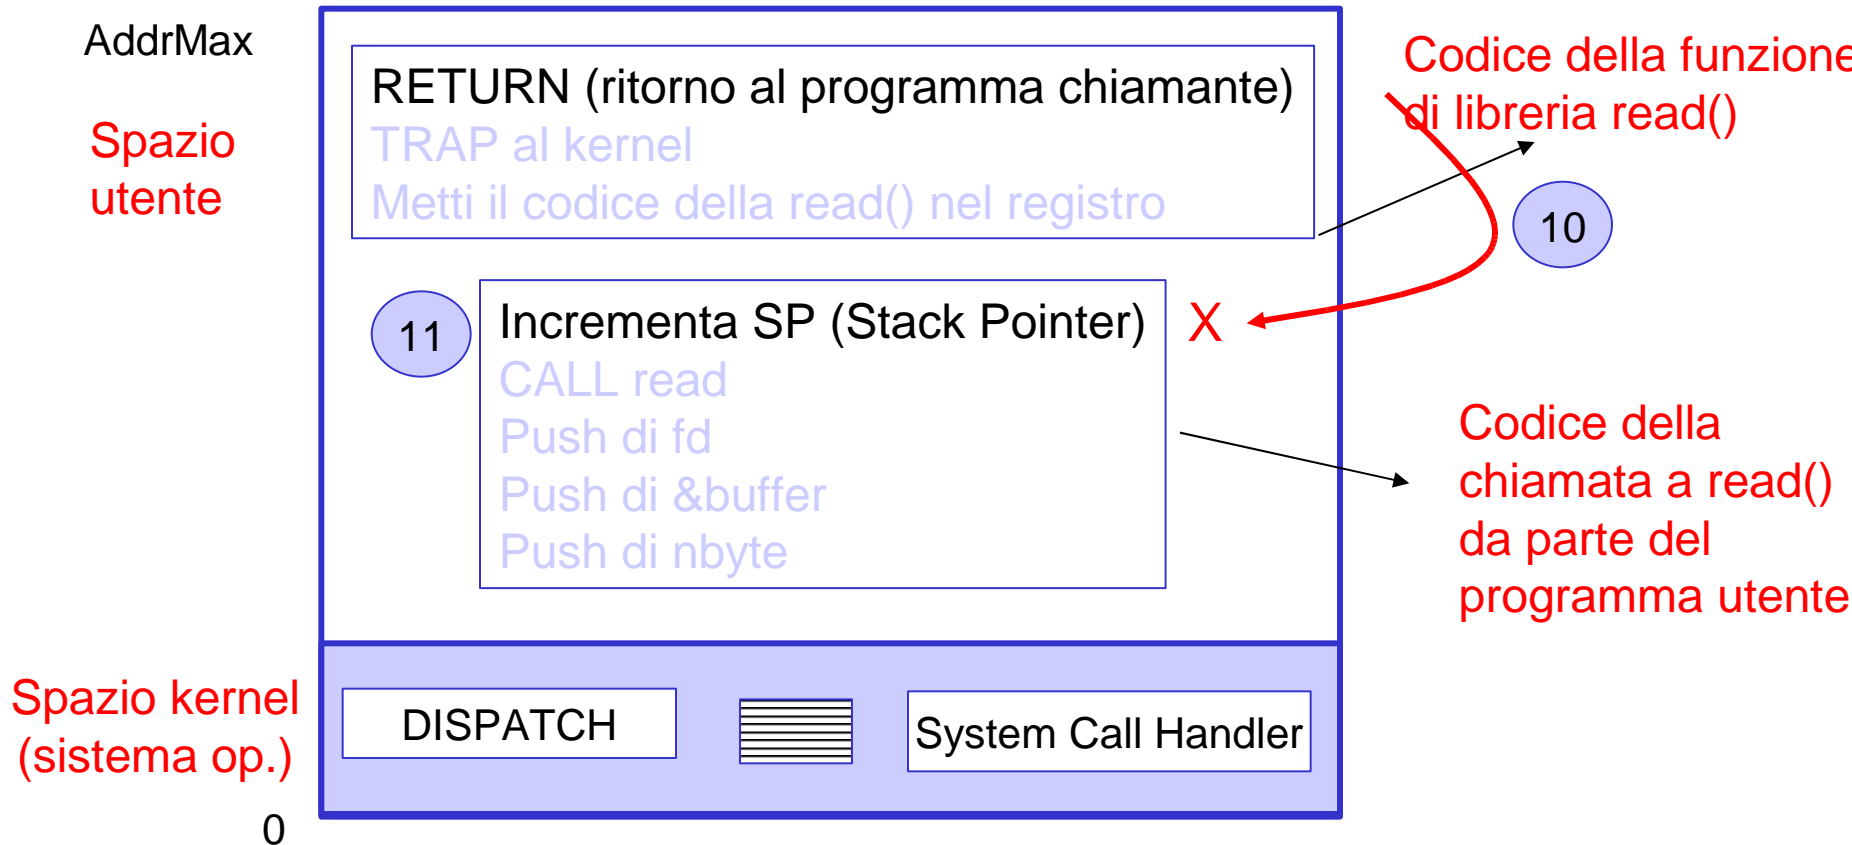 AddrMax
Spazio
utente
RETURN (ritorno al programma chiamante)
TRAP al kernel
Metti il codice della read() nel registro
Codice della funzione
di libreria read()
10
11
Incrementa SP (Stack Pointer)
CALL read
Push di fd
Push di &buffer
Push di nbyte
X
Codice della
chiamata a read()
da parte del
programma utente
Spazio kernel
(sistema op.)
DISPATCH
System Call Handler
0